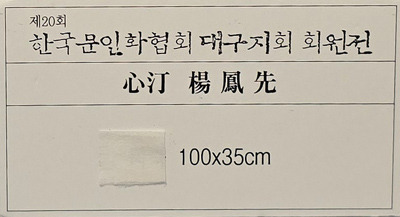 제20회
한국문인화협회 대구지회 회원전
心汀 楊鳳先
100x35cm